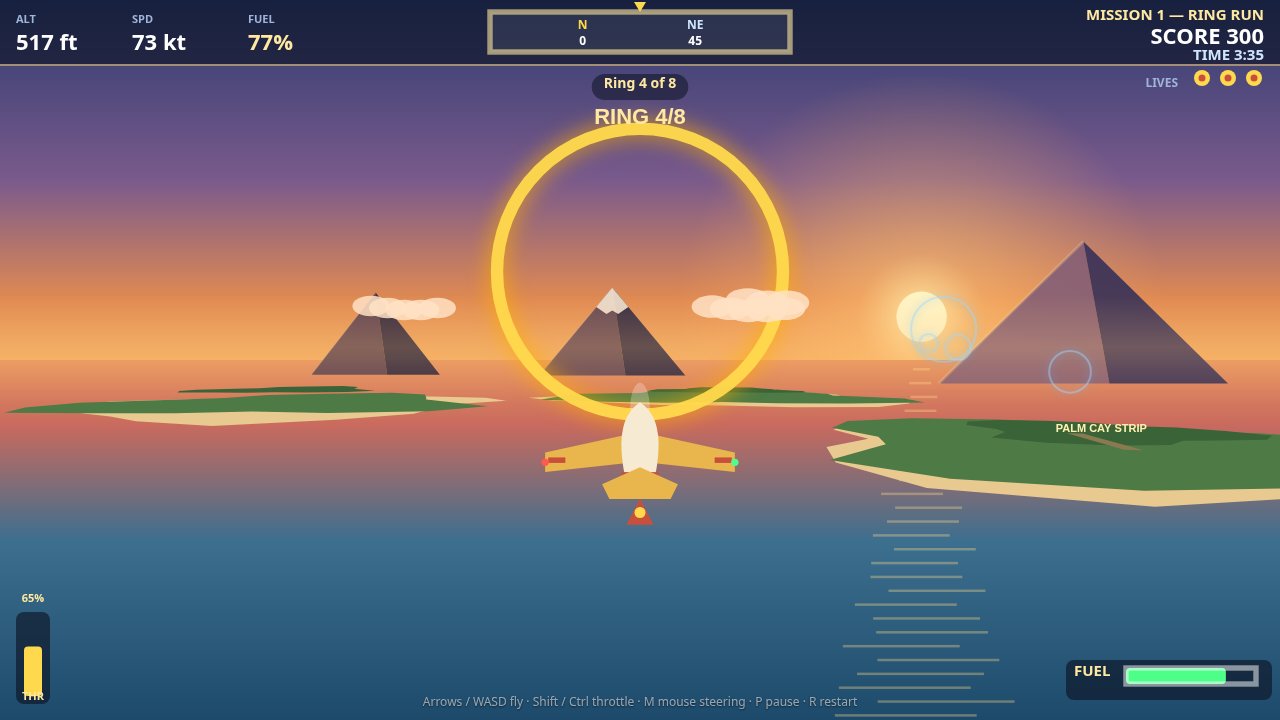 ALT
517 ft
SPD
73 kt
FUEL
77%
N
0
NE
45
MISSION 1 — RING RUN
SCORE 300
TIME 3:35
LIVES
Ring 4 of 8
RING 4/8
PALM CAY STRIP
65%
THR
FUEL
Arrows / WASD fly · Shift / Ctrl throttle · M mouse steering · P pause · R restart